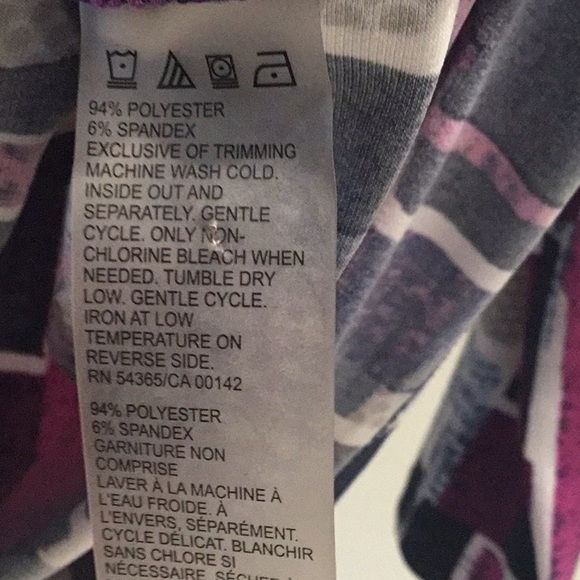 94% POLYESTER
6% SPANDEX
EXCLUSIVE OF TRIMMING
MACHINE WASH COLD.
INSIDE OUT AND
SEPARATELY. GENTLE
CYCLE. ONLY NON-
CHLORINE BLEACH WHEN
NEEDED. TUMBLE DRY
LOW. GENTLE CYCLE.
IRON AT LOW
TEMPERATURE ON
REVERSE SIDE.
RN 54365/CA 00142
94% POLYESTER
6% SPANDEX
GARNITURE NON
COMPRISE
LAVER À LA MACHINE À
L'EAU FROIDE. À
L'ENVERS, SÉPARÉMENT.
CYCLE DÉLICAT. BLANCHIR
SANS CHLORE SI
NÉCESSAIRE.